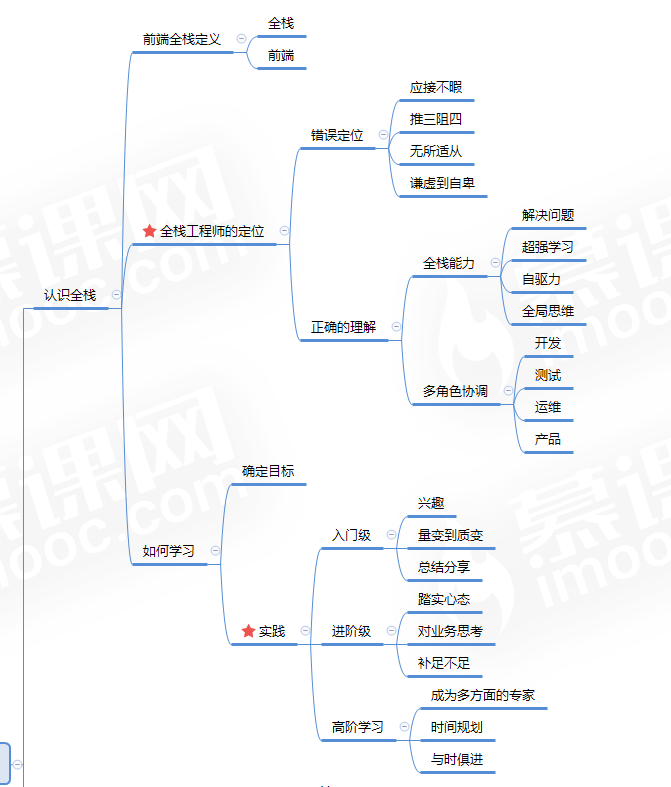 认识全栈
前端全栈定义
全栈
前端
全栈工程师的定位
错误定位
应接不暇
推三阻四
无所适从
谦虚到自卑
正确的理解
全栈能力
解决问题
超强学习
自驱力
全局思维
多角色协调
开发
测试
运维
产品
如何学习
确定目标
实践
入门级
兴趣
量变到质变
总结分享
进阶级
踏实心态
对业务思考
补足不足
高阶学习
成为多方面的专家
时间规划
与时俱进
慕课网
imooc.com